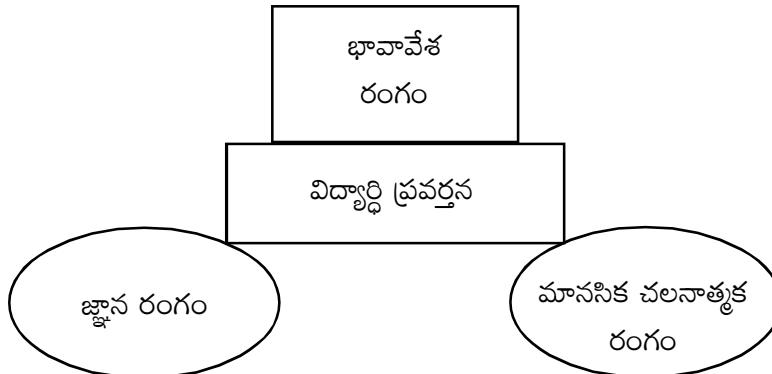 భావావేశ
రంగం
విద్యార్ధి ప్రవర్తన
జ్ఞాన రంగం
మానసిక చలనాత్మక
రంగం